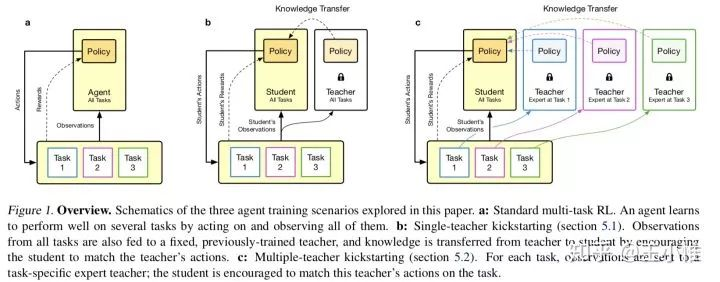 Knowledge Transfer
Knowledge Transfer
a
b
c
Policy
Agent
All Tasks
Actions
Rewards
Observations
Task 1
Task 2
Task 3
Policy
Student
All Tasks
Policy
Teacher
All Tasks
Student's Actions
Student's Rewards
Student's Observations
Task 1
Task 2
Task 3
Policy
Student
All Tasks
Policy
Teacher
Expert at Task 1
Policy
Teacher
Expert at Task 2
Policy
Teacher
Expert at Task 3
Student's Actions
Student's Rewards
Student's Observations
Task 1
Task 2
Task 3
Figure 1. Overview. Schematics of the three agent training scenarios explored in this paper. a: Standard multi-task RL. An agent learns
to perform well on several tasks by acting on and observing all of them. b: Single-teacher kickstarting (section 5.1). Observations
from all tasks are also fed to a fixed, previously-trained teacher, and knowledge is transferred from teacher to student by encouraging
the student to match the teacher's actions. c: Multiple-teacher kickstarting (section 5.2). For each task, observations are sent to a
task-specific expert teacher; the student is encouraged to match this teacher's actions on the task.
知乎